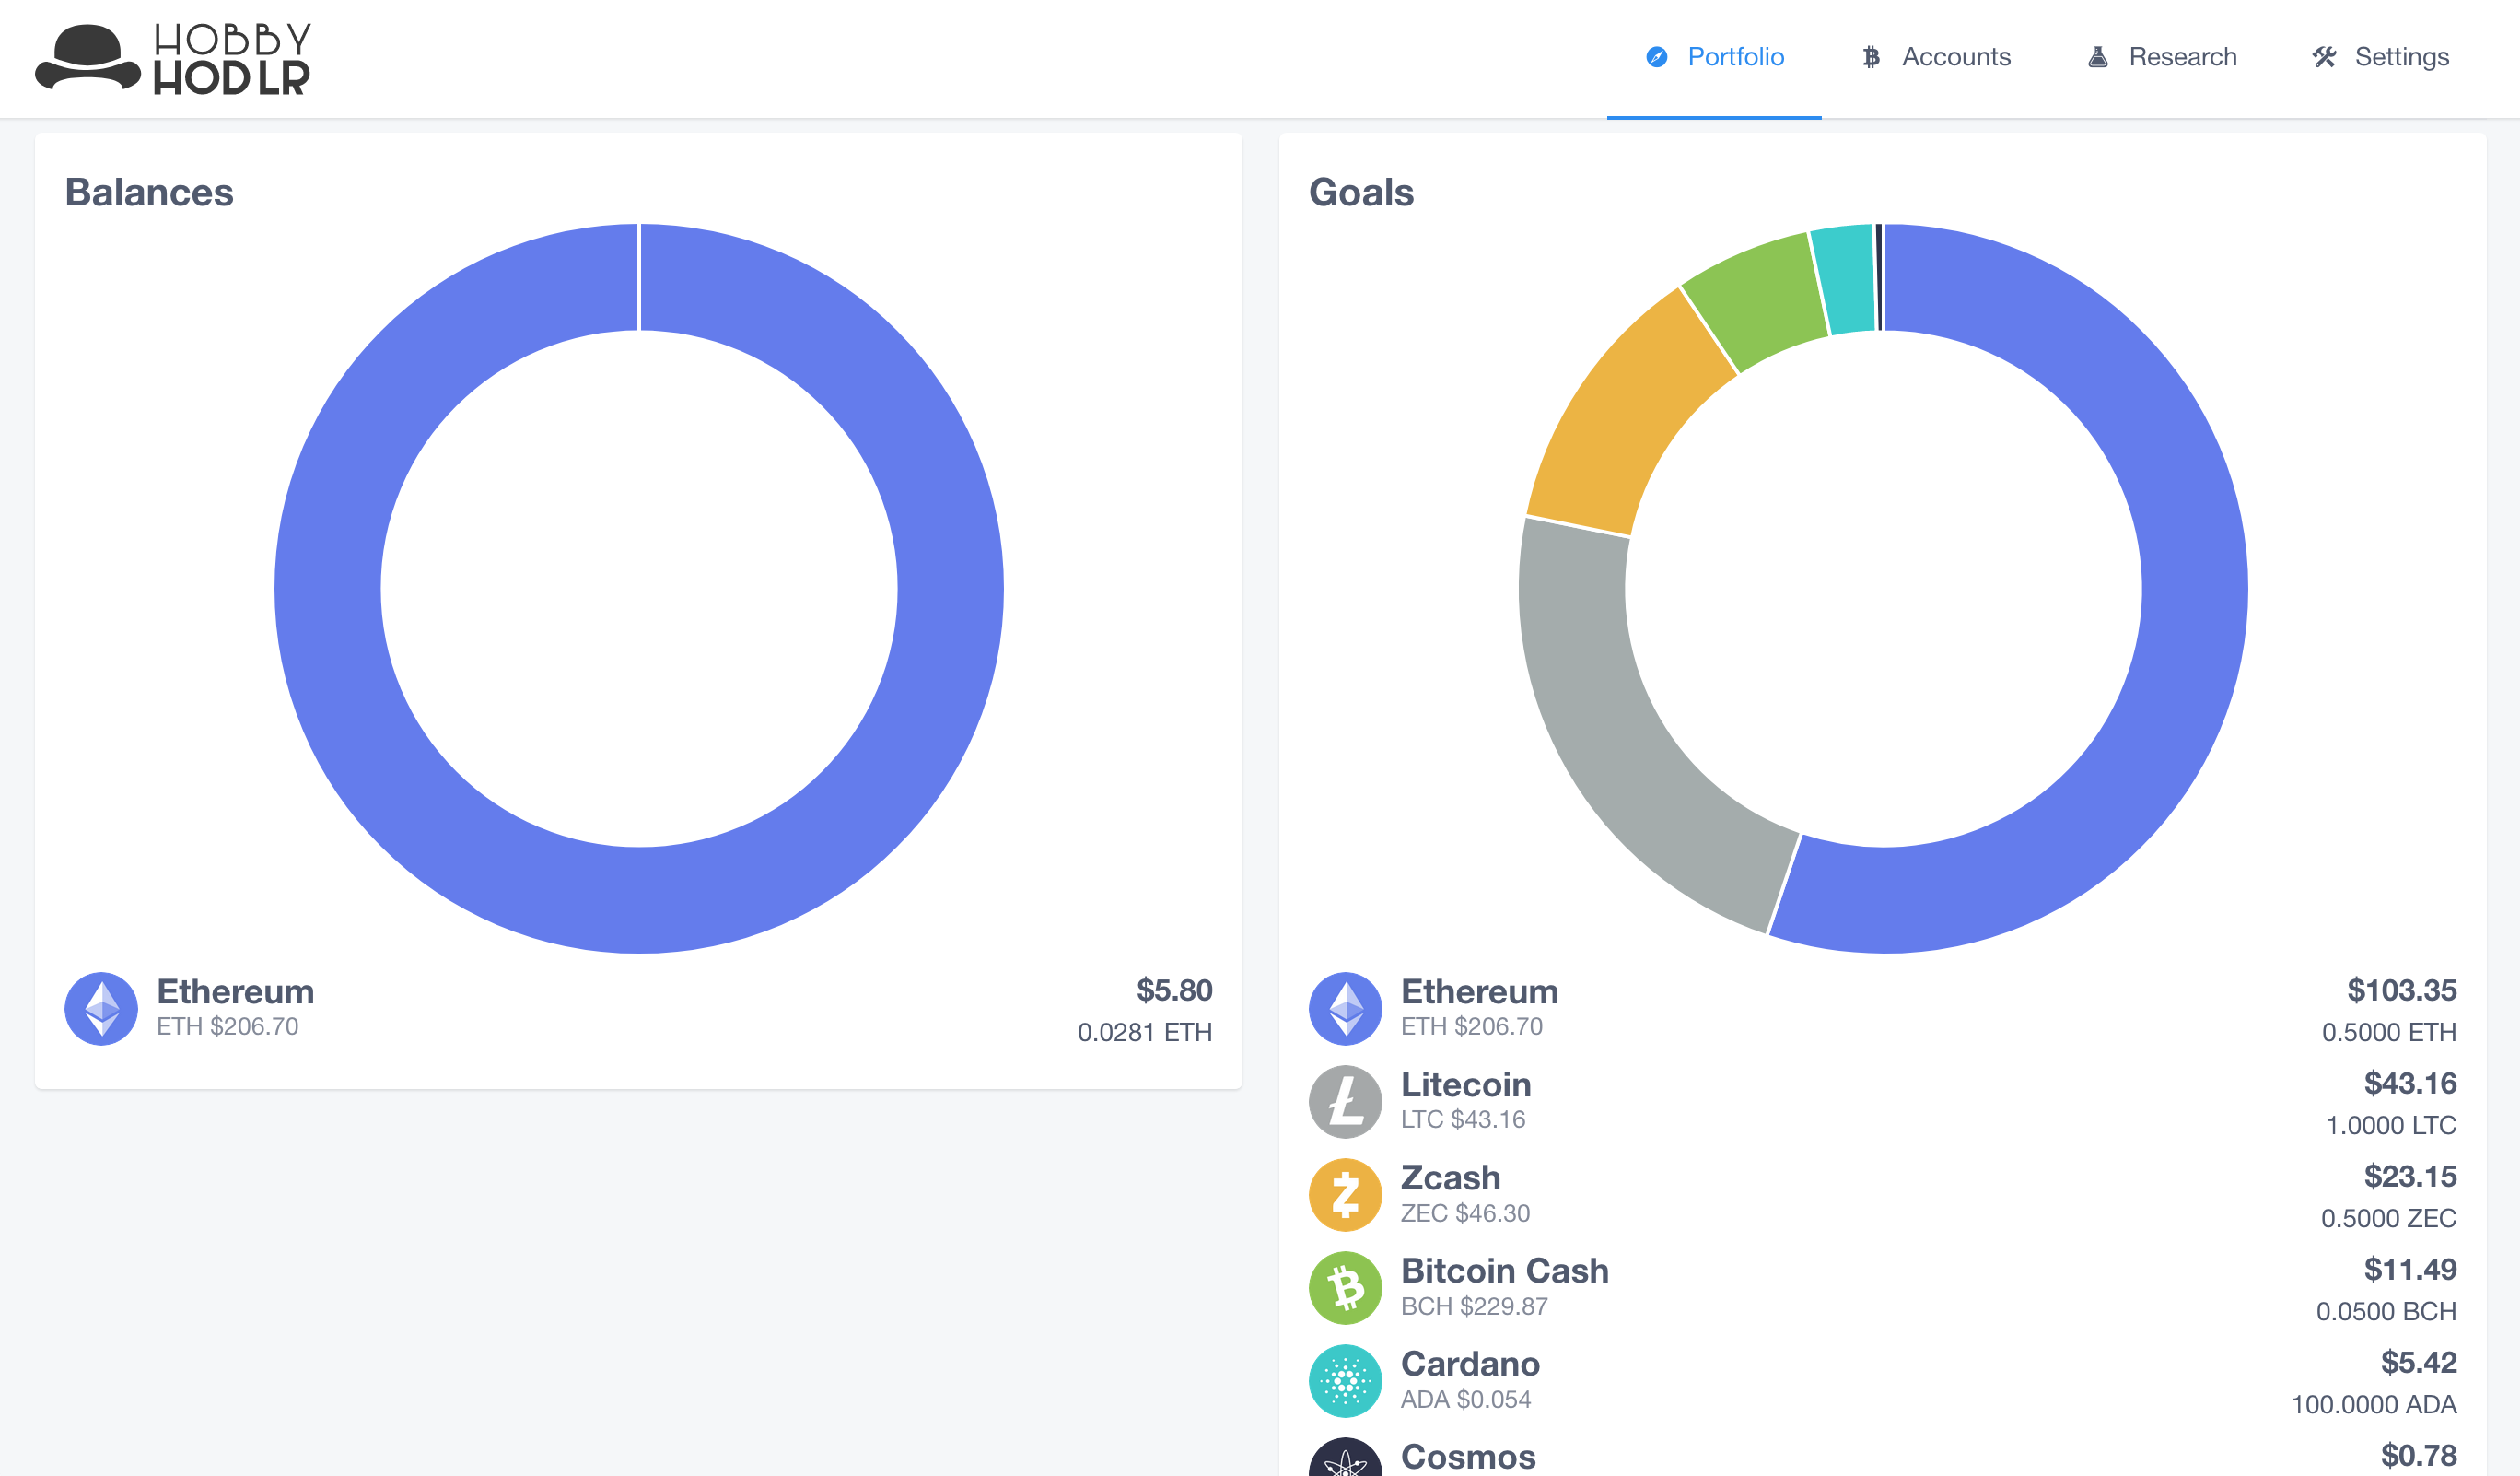 HOBBY
HODLR
Portfolio
Accounts
Research
Settings
Balances
Ethereum
$5.80
ETH $206.70
0.0281 ETH
Goals
Ethereum
$103.35
ETH $206.70
0.5000 ETH
Litecoin
$43.16
LTC $43.16
1.0000 LTC
Zcash
$23.15
ZEC $46.30
0.5000 ZEC
Bitcoin Cash
$11.49
BCH $229.87
0.0500 BCH
Cardano
$5.42
ADA $0.054
100.0000 ADA
Cosmos
$0.78